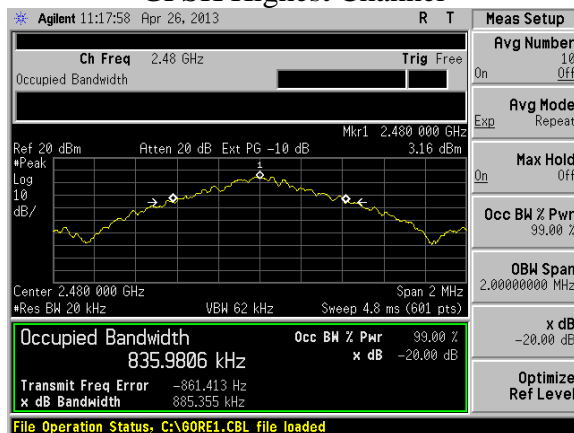 Agilent 11:17:58 Apr 26, 2013 R T
Meas Setup
Ch Freq 2.48 GHz Trig Free
Occupied Bandwidth
Avg Number
10
On Off
Avg Mode
Exp Repeat
Max Hold
On Off
Occ BW % Pwr
99.00 %
OBW Span
2.00000000 MHz
x dB
-20.00 dB
Optimize
Ref Level
Mkr1 2.480 000 GHz
Ref 20 dBm Atten 20 dB Ext PG -10 dB 3.16 dBm
#Peak
Log
10
dB/
1
Center 2.480 000 GHz Span 2 MHz
#Res BW 20 kHz VBW 62 kHz Sweep 4.8 ms (601 pts)
Occupied Bandwidth Occ BW % Pwr 99.00 %
835.9806 kHz x dB -20.00 dB
Transmit Freq Error -861.413 Hz
x dB Bandwidth 885.355 kHz
File Operation Status, C:\GORE1.CBL file loaded